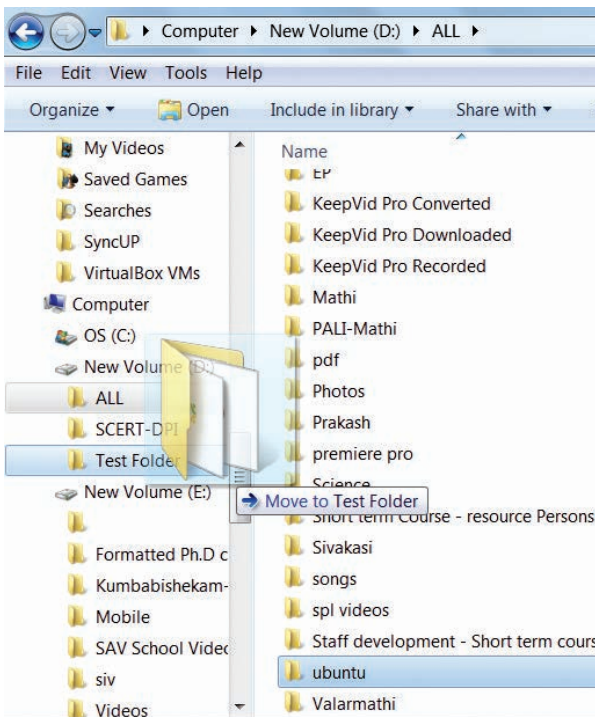 Computer ▸ New Volume (D:) ▸ ALL ▸
File Edit View Tools Help
Organize ▾ Open Include in library ▾ Share with ▾
My Videos
Saved Games
Searches
SyncUP
VirtualBox VMs
Computer
OS (C:)
New Volume (D:)
ALL
SCERT-DPI
Test Folder
New Volume (E:)
Formatted Ph.D c
Kumbabishekam-
Mobile
SAV School Videc
siv
Videos
Name
EP
KeepVid Pro Converted
KeepVid Pro Downloaded
KeepVid Pro Recorded
Mathi
PALI-Mathi
pdf
Photos
Prakash
premiere pro
Science
Move to Test Folder
Short term Course - resource Persons
Sivakasi
songs
spl videos
Staff development - Short term cours
ubuntu
Valarmathi